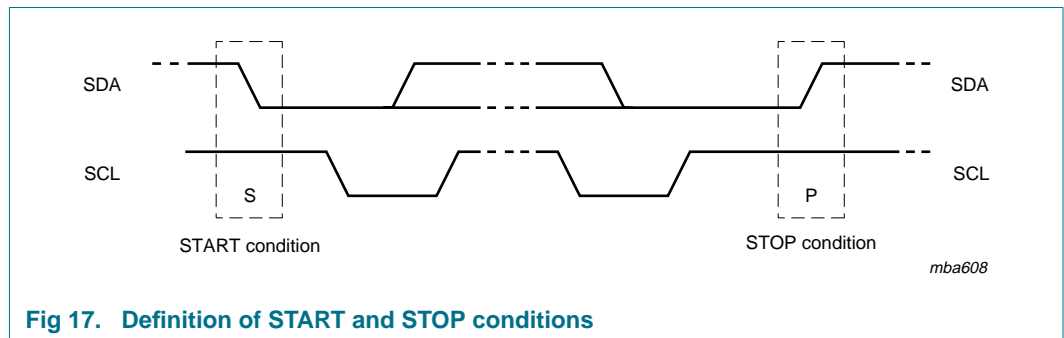 SDA SDA
SCL SCL
S P
START condition STOP condition
mba608
Fig 17. Definition of START and STOP conditions